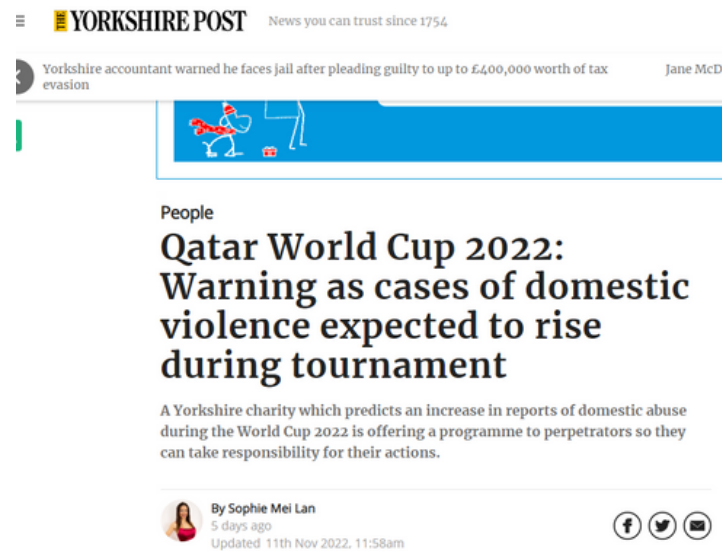 THE YORKSHIRE POST News you can trust since 1754
Yorkshire accountant warned he faces jail after pleading guilty to up to £400,000 worth of tax Jane McD
evasion
People
Qatar World Cup 2022:
Warning as cases of domestic
violence expected to rise
during tournament
A Yorkshire charity which predicts an increase in reports of domestic abuse
during the World Cup 2022 is offering a programme to perpetrators so they
can take responsibility for their actions.
By Sophie Mei Lan
5 days ago
Updated 11th Nov 2022, 11:58am